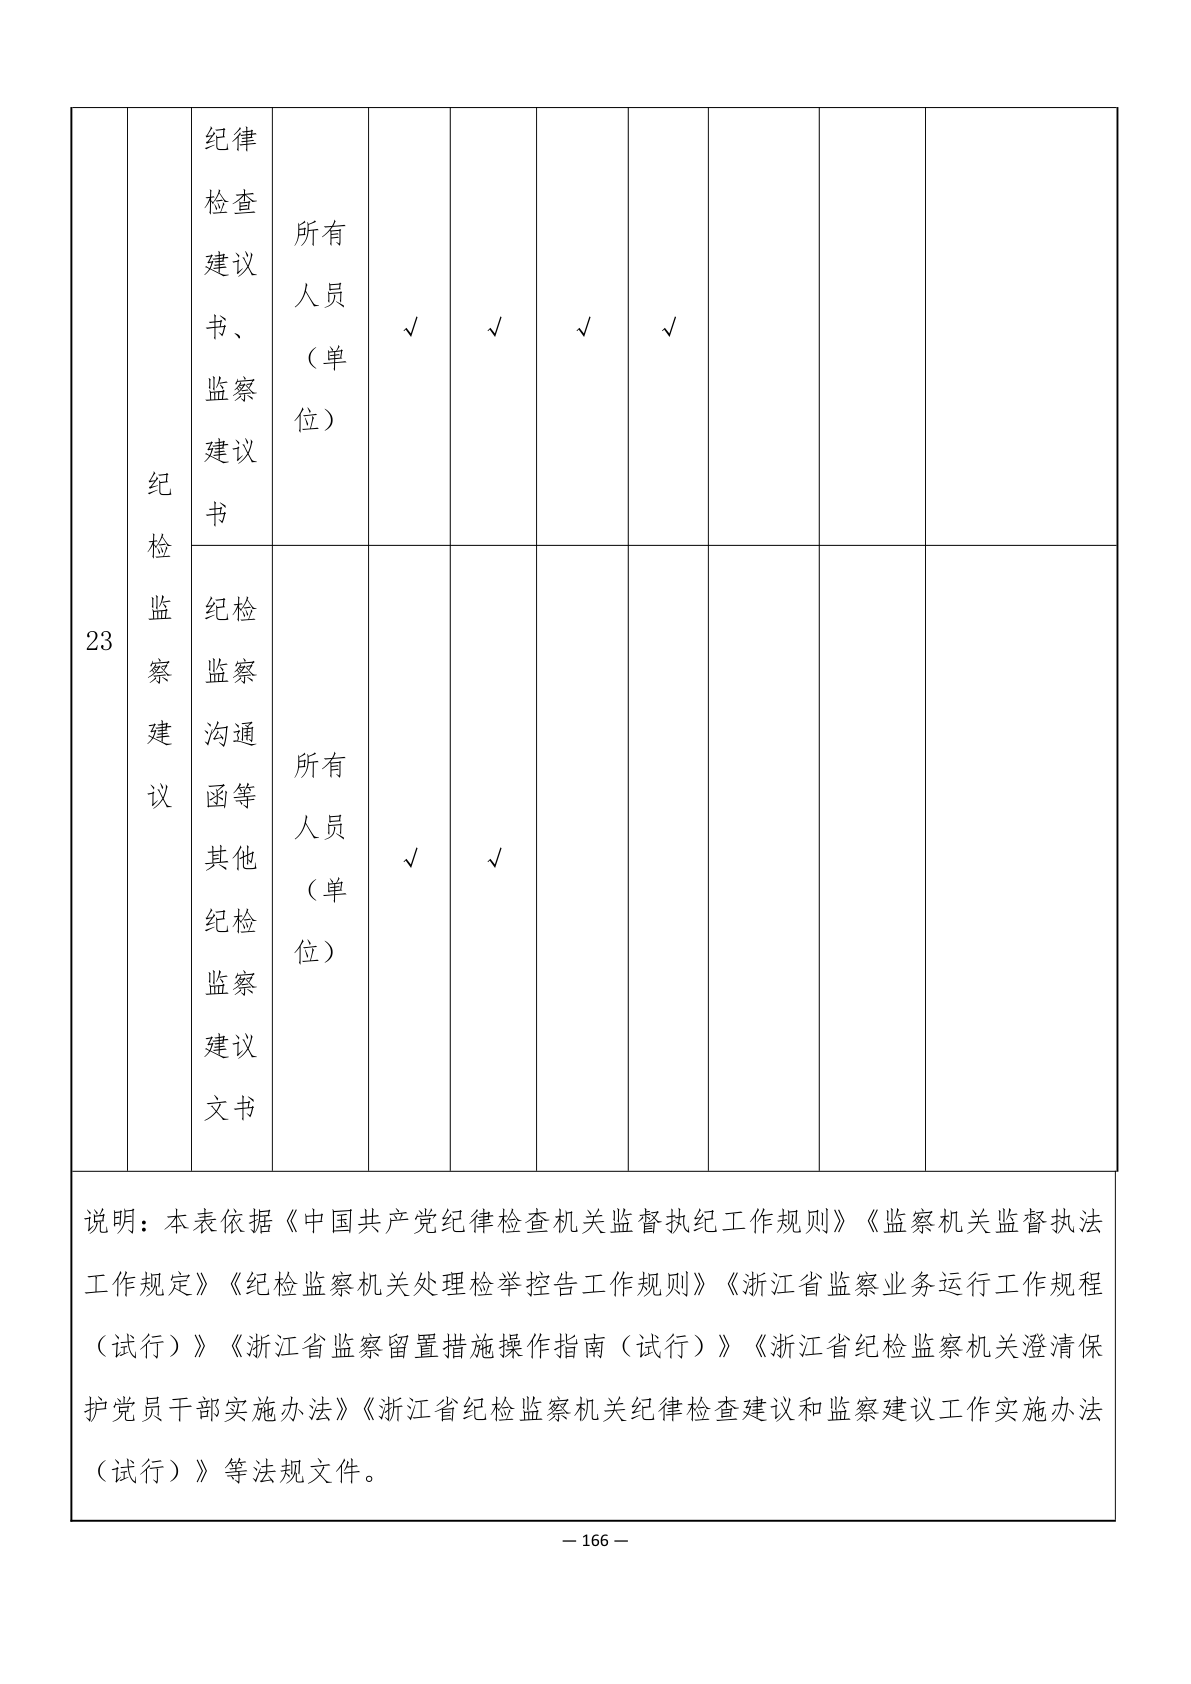 23
纪
检
监
察
建
议
纪律
检查
建议
书、
监察
建议
书
所有
人员
（单
位）
√ √ √ √
纪检
监察
沟通
函等
其他
纪检
监察
建议
文书
所有
人员
（单
位）
√ √
说明：本表依据《中国共产党纪律检查机关监督执纪工作规则》《监察机关监督执法
工作规定》《纪检监察机关处理检举控告工作规则》《浙江省监察业务运行工作规程
（试行）》《浙江省监察留置措施操作指南（试行）》《浙江省纪检监察机关澄清保
护党员干部实施办法》《浙江省纪检监察机关纪律检查建议和监察建议工作实施办法
（试行）》等法规文件。
— 166 —